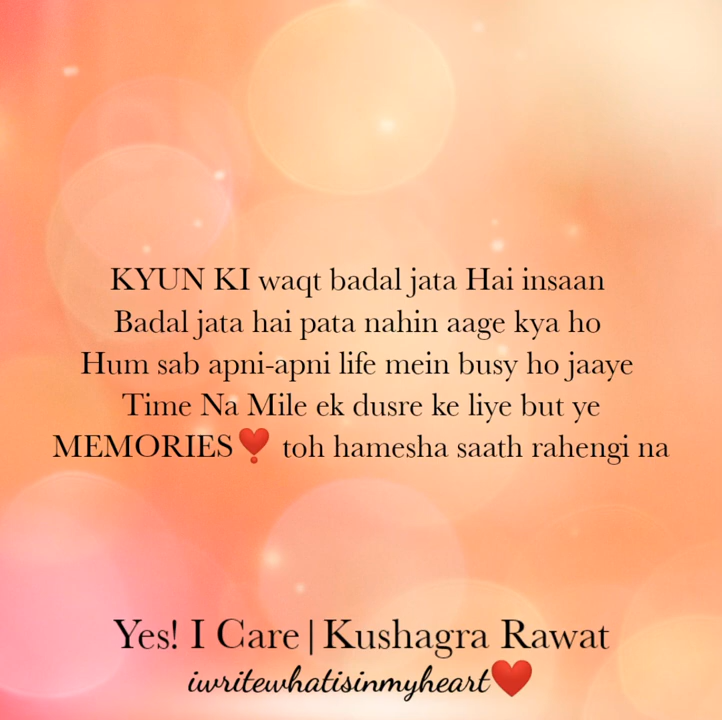 KYUN KI waqt badal jata Hai insaan
Badal jata hai pata nahin aage kya ho
Hum sab apni-apni life mein busy ho jaaye
Time Na Mile ek dusre ke liye but ye
MEMORIES❣️ toh hamesha saath rahengi na
Yes! I Care|Kushagra Rawat
iwritewhatisinmyheart❤️